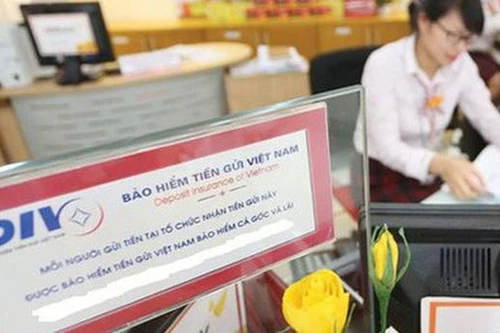 BẢO HIỂM TIỀN GỬI VIỆT NAM
Deposit Insurance of Vietnam
DIV
MỖI NGƯỜI GỬI TIỀN TẠI TỔ CHỨC NHẬN TIỀN GỬI NÀY
ĐƯỢC BẢO HIỂM TIỀN GỬI VIỆT NAM BẢO HIỂM CẢ GỐC VÀ LÃI